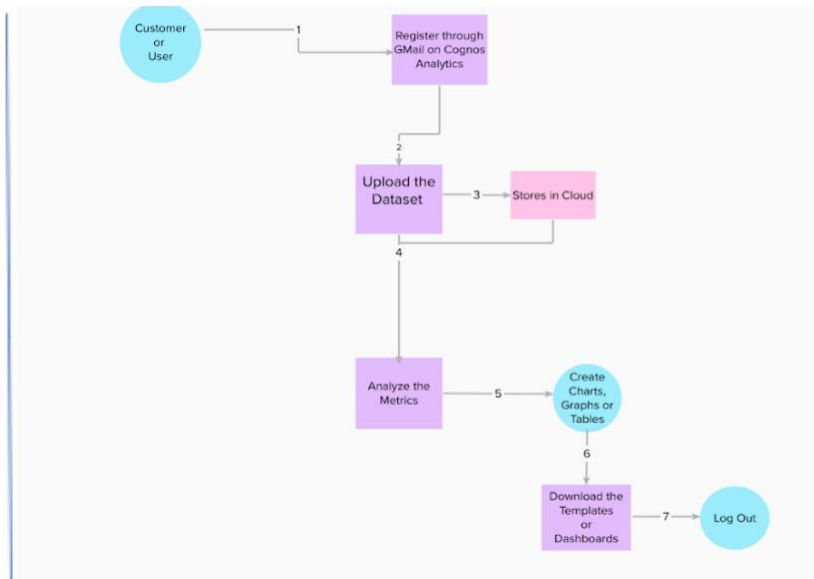 Customer
or
User
1
Register through
GMail on Cognos
Analytics
2
Upload the
Dataset
3
Stores in Cloud
4
Analyze the
Metrics
5
Create
Charts,
Graphs or
Tables
6
Download the
Templates
or
Dashboards
7
Log Out